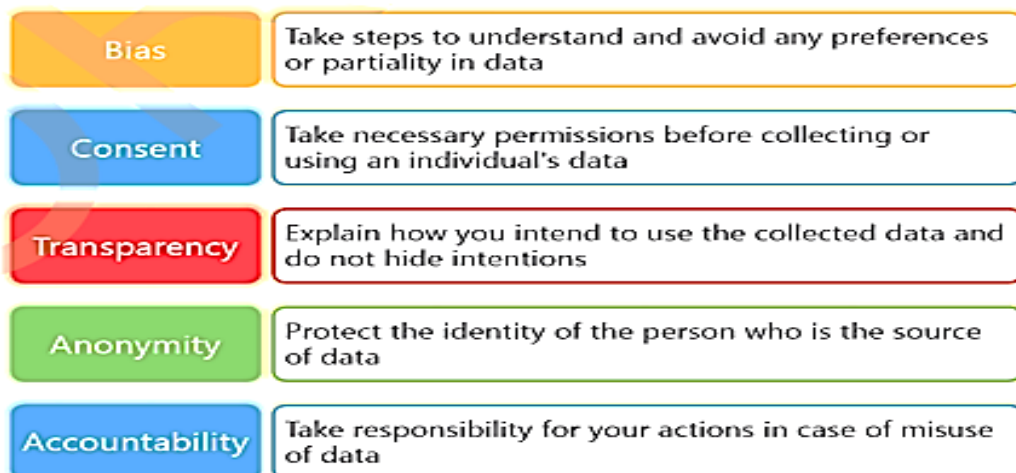 Bias
Take steps to understand and avoid any preferences
or partiality in data
Consent
Take necessary permissions before collecting or
using an individual's data
Transparency
Explain how you intend to use the collected data and
do not hide intentions
Anonymity
Protect the identity of the person who is the source
of data
Accountability
Take responsibility for your actions in case of misuse
of data